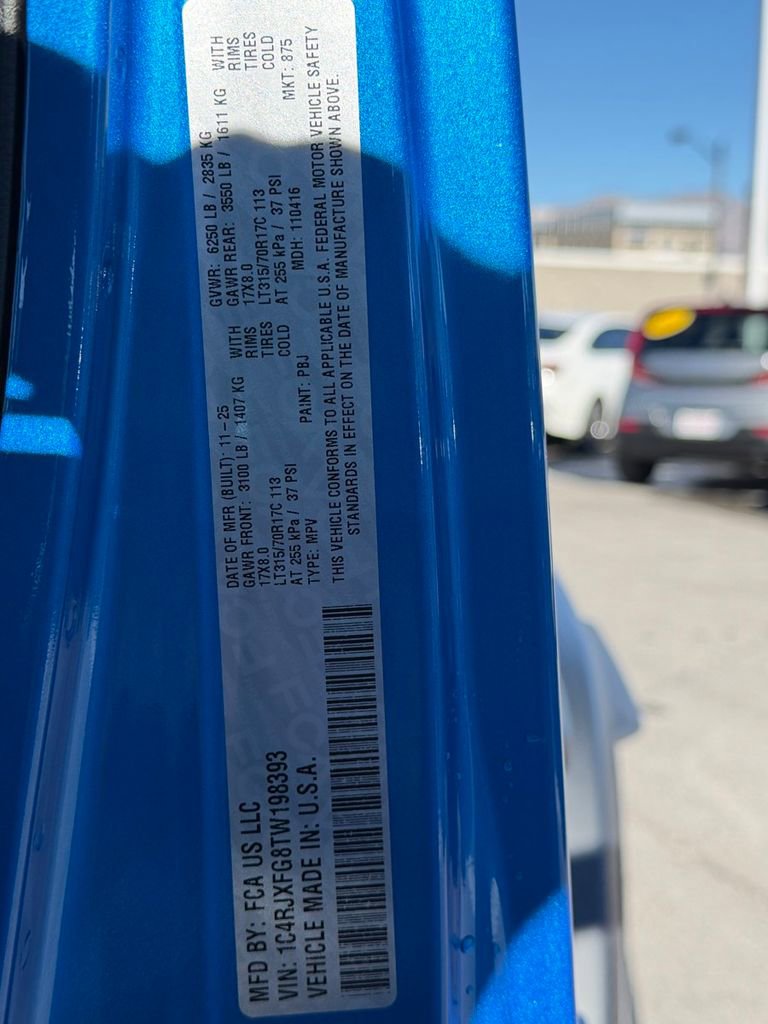 MFD BY: FCA US LLC
VIN: 1C4RJXFG8TW198393
VEHICLE MADE IN: U.S.A.
DATE OF MFR (BUILT): 11-25 GVWR: 6250 LB / 2835 KG
GAWR FRONT: 3100 LB / 1407 KG WITH GAWR REAR: 3550 LB / 1611 KG WITH
17X8.0 RIMS 17X8.0 RIMS
LT315/70R17C 113 TIRES LT315/70R17C 113 TIRES
AT 255 kPa / 37 PSI COLD AT 255 kPa / 37 PSI COLD
TYPE: MPV PAINT: PBJ MDH: 110416 MKT: 875
THIS VEHICLE CONFORMS TO ALL APPLICABLE U.S.A. FEDERAL MOTOR VEHICLE SAFETY
STANDARDS IN EFFECT ON THE DATE OF MANUFACTURE SHOWN ABOVE.